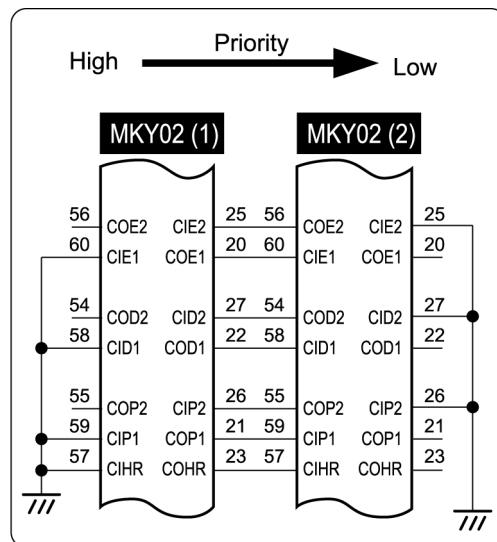 Priority
High Low
MKY02 (1) MKY02 (2)
56 COE2 CIE2 25 56 COE2 CIE2 25
60 CIE1 COE1 20 60 CIE1 COE1 20
54 COD2 CID2 27 54 COD2 CID2 27
58 CID1 COD1 22 58 CID1 COD1 22
55 COP2 CIP2 26 55 COP2 CIP2 26
59 CIP1 COP1 21 59 CIP1 COP1 21
57 CIHR COHR 23 57 CIHR COHR 23